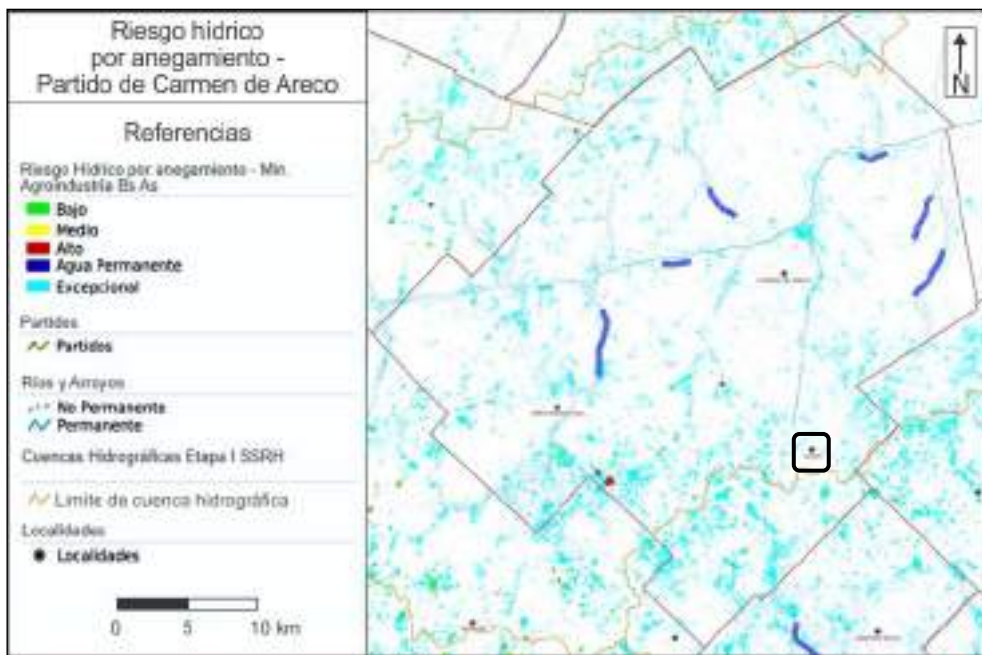 Riesgo hídrico
por anegamiento -
Partido de Carmen de Areco
Referencias
Riesgo Hídrico por anegamiento - Min.
Agroindustria Bs As
Bajo
Medio
Alto
Agua Permanente
Excepcional
Partidos
Partidos
Ríos y Arroyos
No Permanente
Permanente
Cuencas Hidrográficas Etapa I SSRH
Limite de cuenca hidrográfica
Localidades
Localidades
0 5 10 km
N